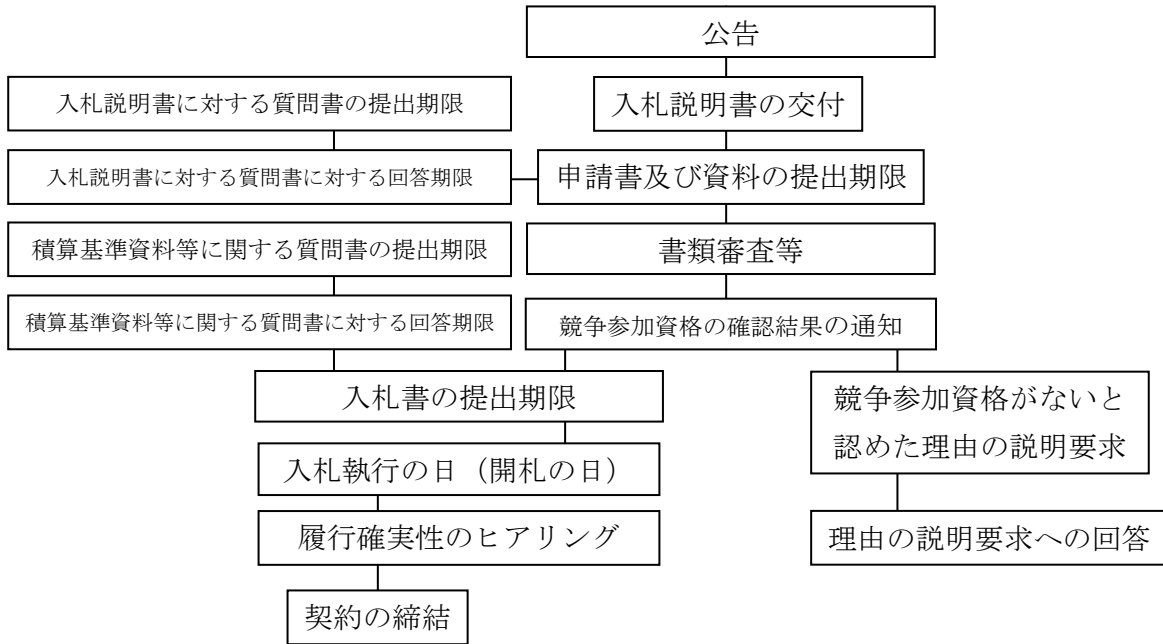 公告
入札説明書に対する質問書の提出期限
入札説明書の交付
入札説明書に対する質問書に対する回答期限
申請書及び資料の提出期限
積算基準資料等に関する質問書の提出期限
書類審査等
積算基準資料等に関する質問書に対する回答期限
競争参加資格の確認結果の通知
入札書の提出期限
競争参加資格がないと
認めた理由の説明要求
入札執行の日（開札の日）
履行確実性のヒアリング
理由の説明要求への回答
契約の締結